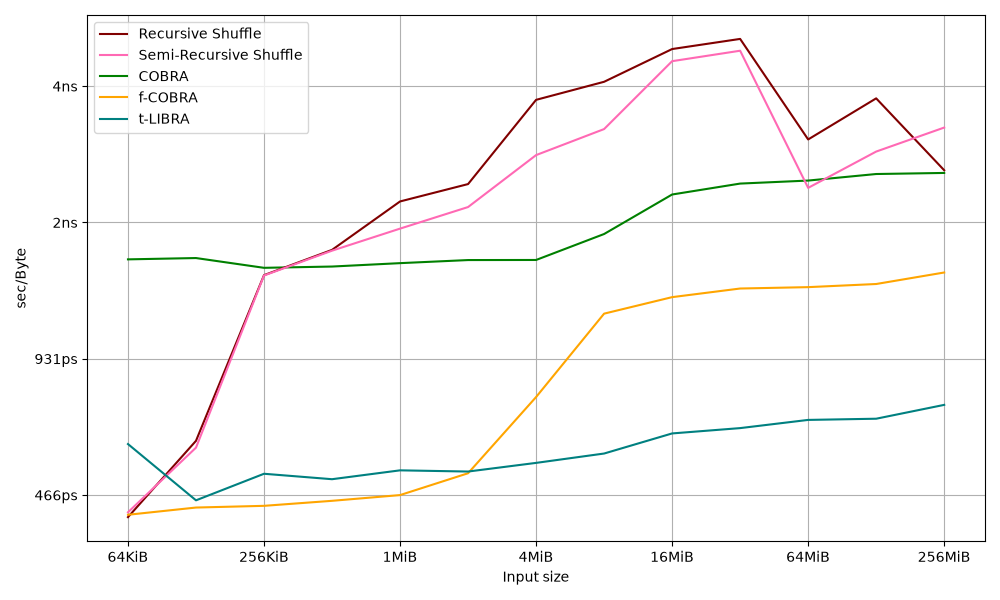 Recursive Shuffle
Semi-Recursive Shuffle
COBRA
f-COBRA
t-LIBRA
4ns
2ns
931ps
466ps
sec/Byte
64KiB 256KiB 1MiB 4MiB 16MiB 64MiB 256MiB
Input size